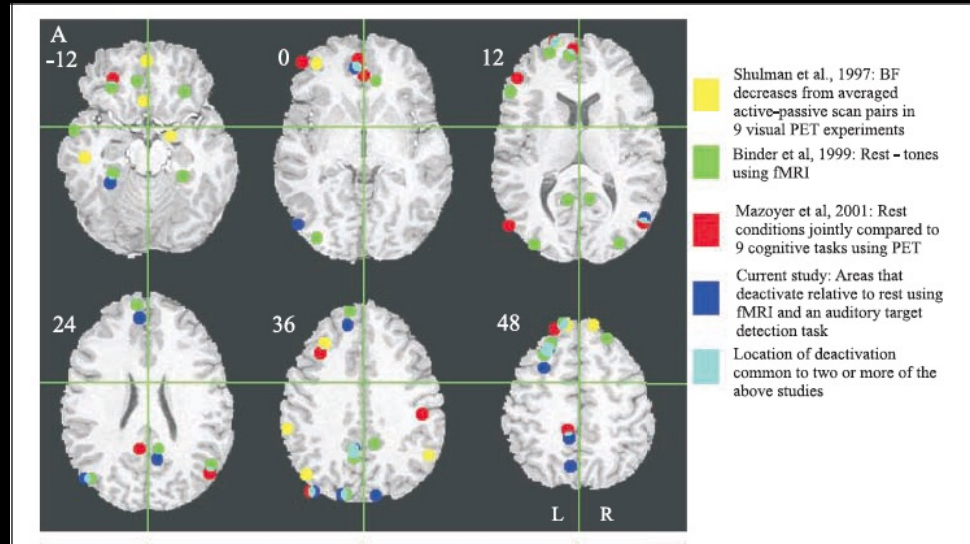 A
-12
0
12
24
36
48
L R
Shulman et al., 1997: BF
decreases from averaged
active-passive scan pairs in
9 visual PET experiments
Binder et al, 1999: Rest - tones
using fMRI
Mazoyer et al, 2001: Rest
conditions jointly compared to
9 cognitive tasks using PET
Current study: Areas that
deactivate relative to rest using
fMRI and an auditory target
detection task
Location of deactivation
common to two or more of the
above studies